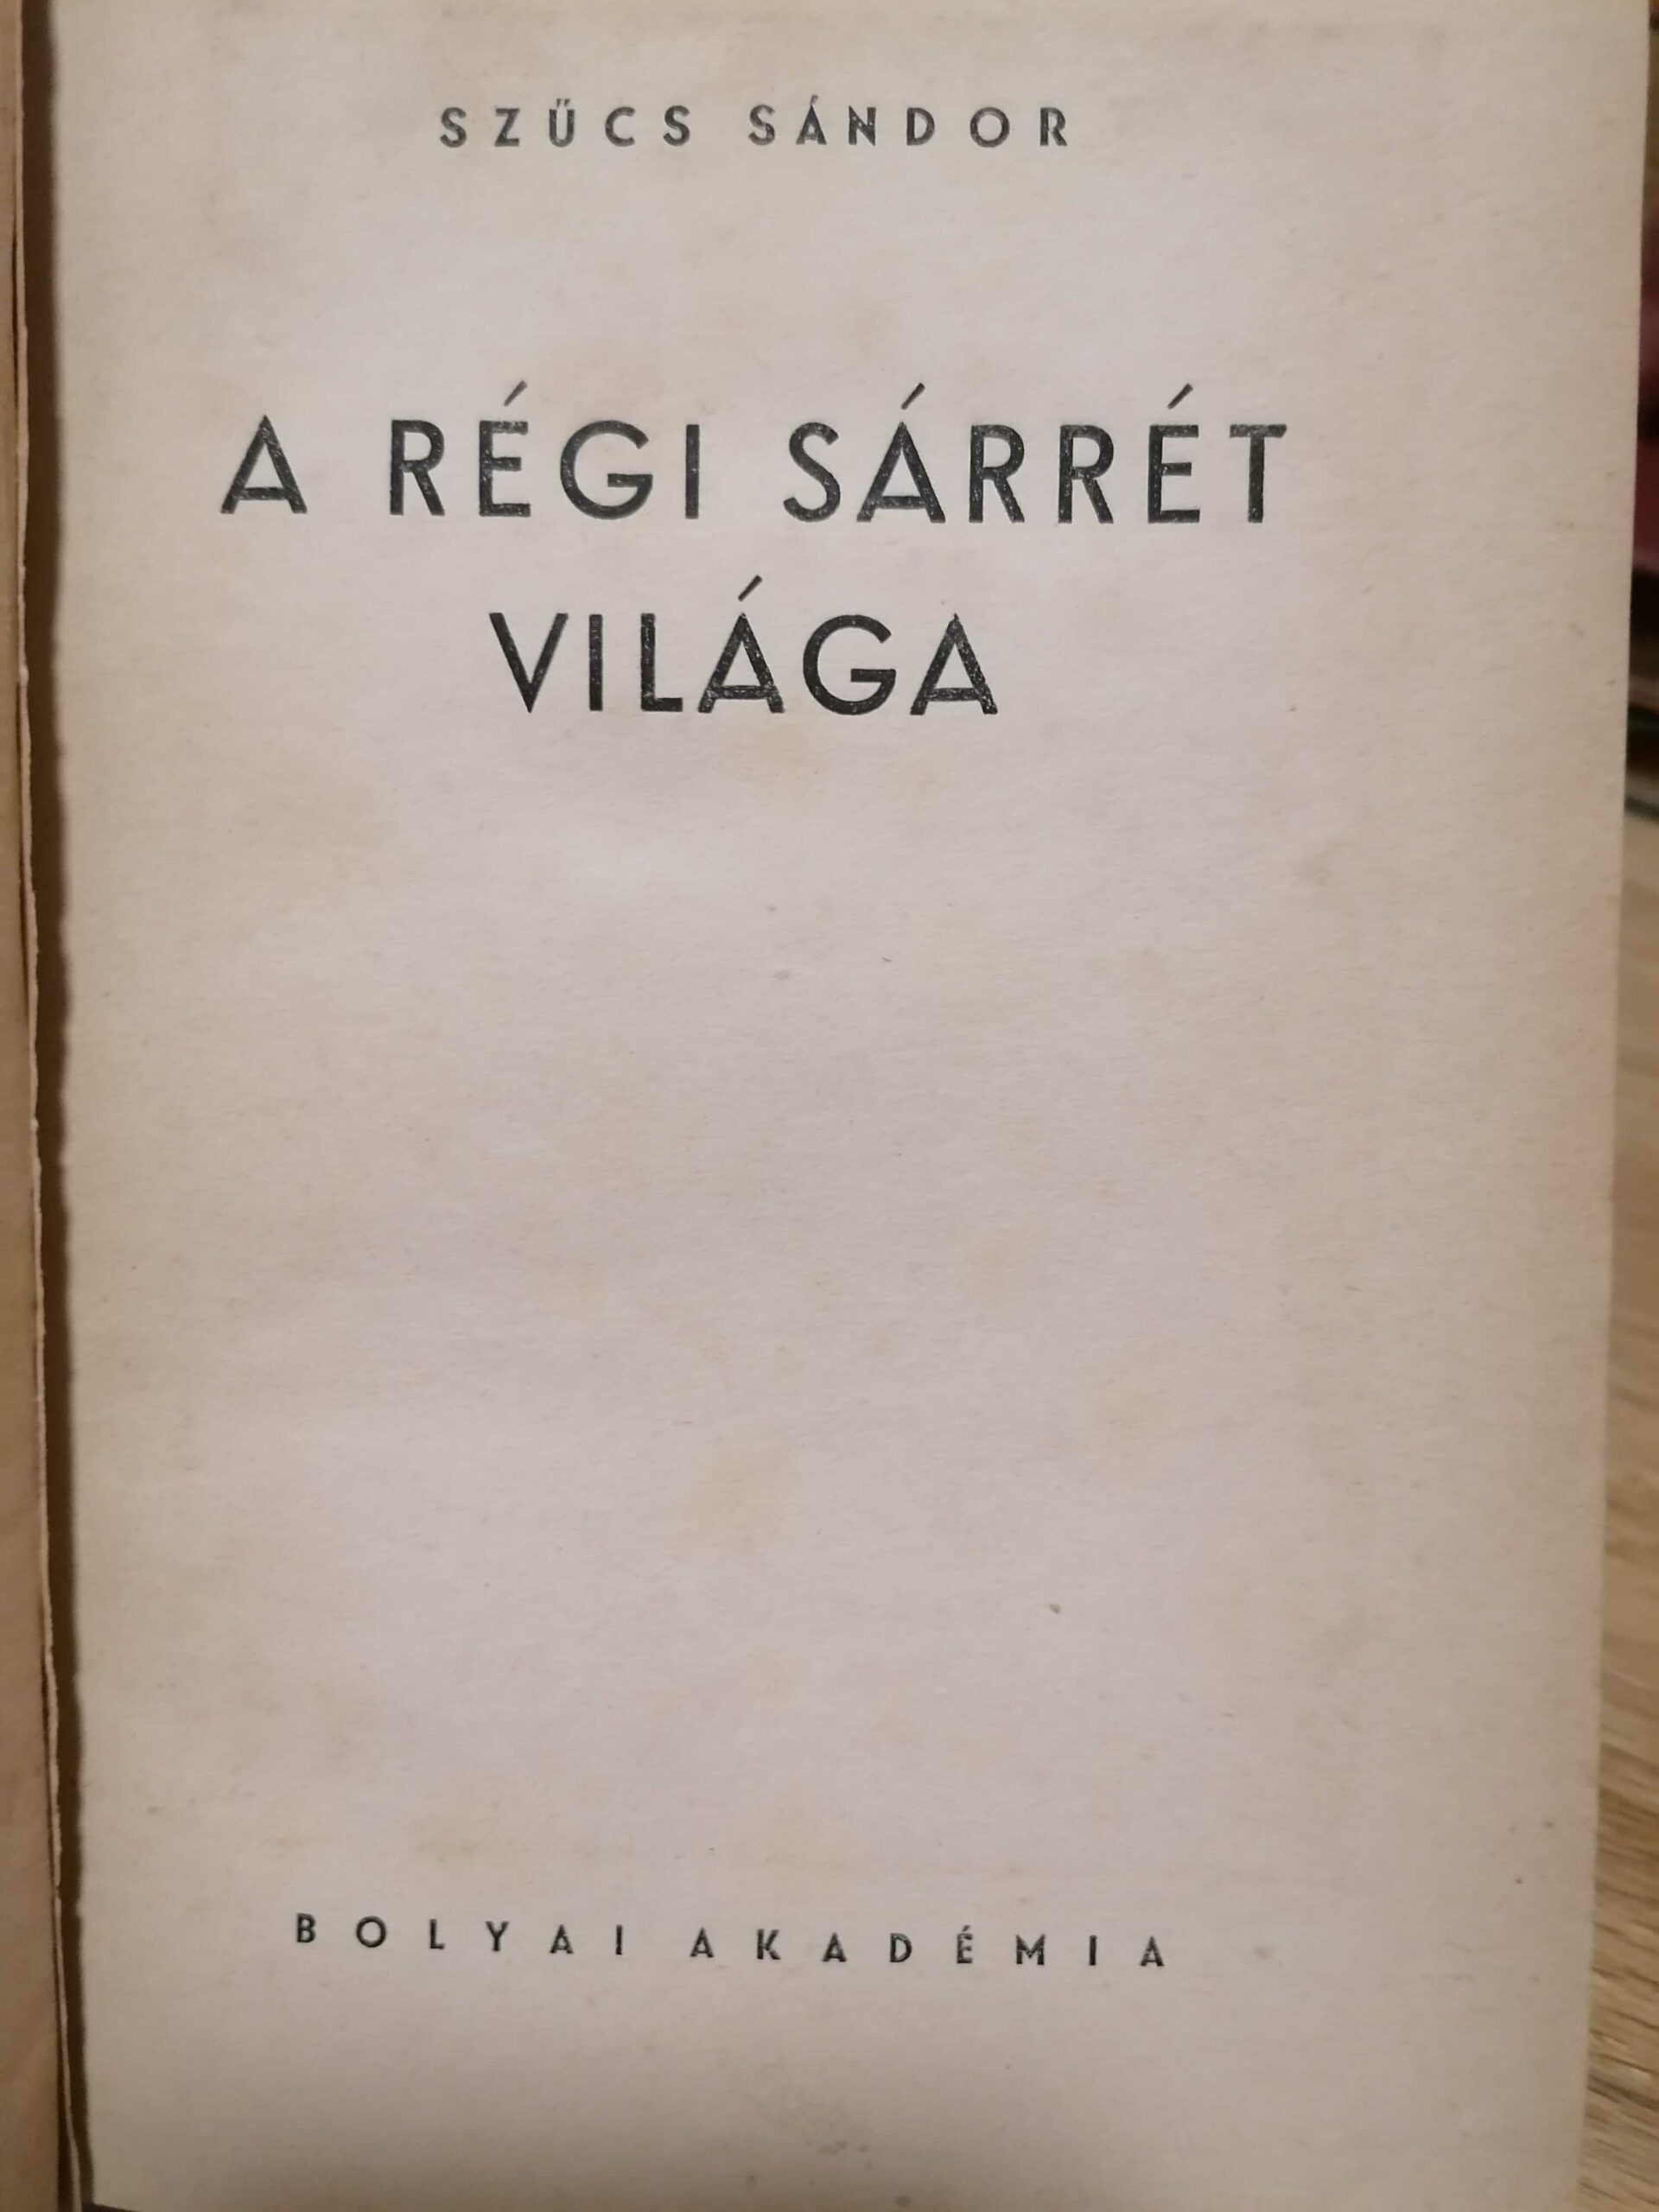 SZŰCS SÁNDOR
A RÉGI SÁRRÉT
VILÁGA
BOLYAI AKADÉMIA